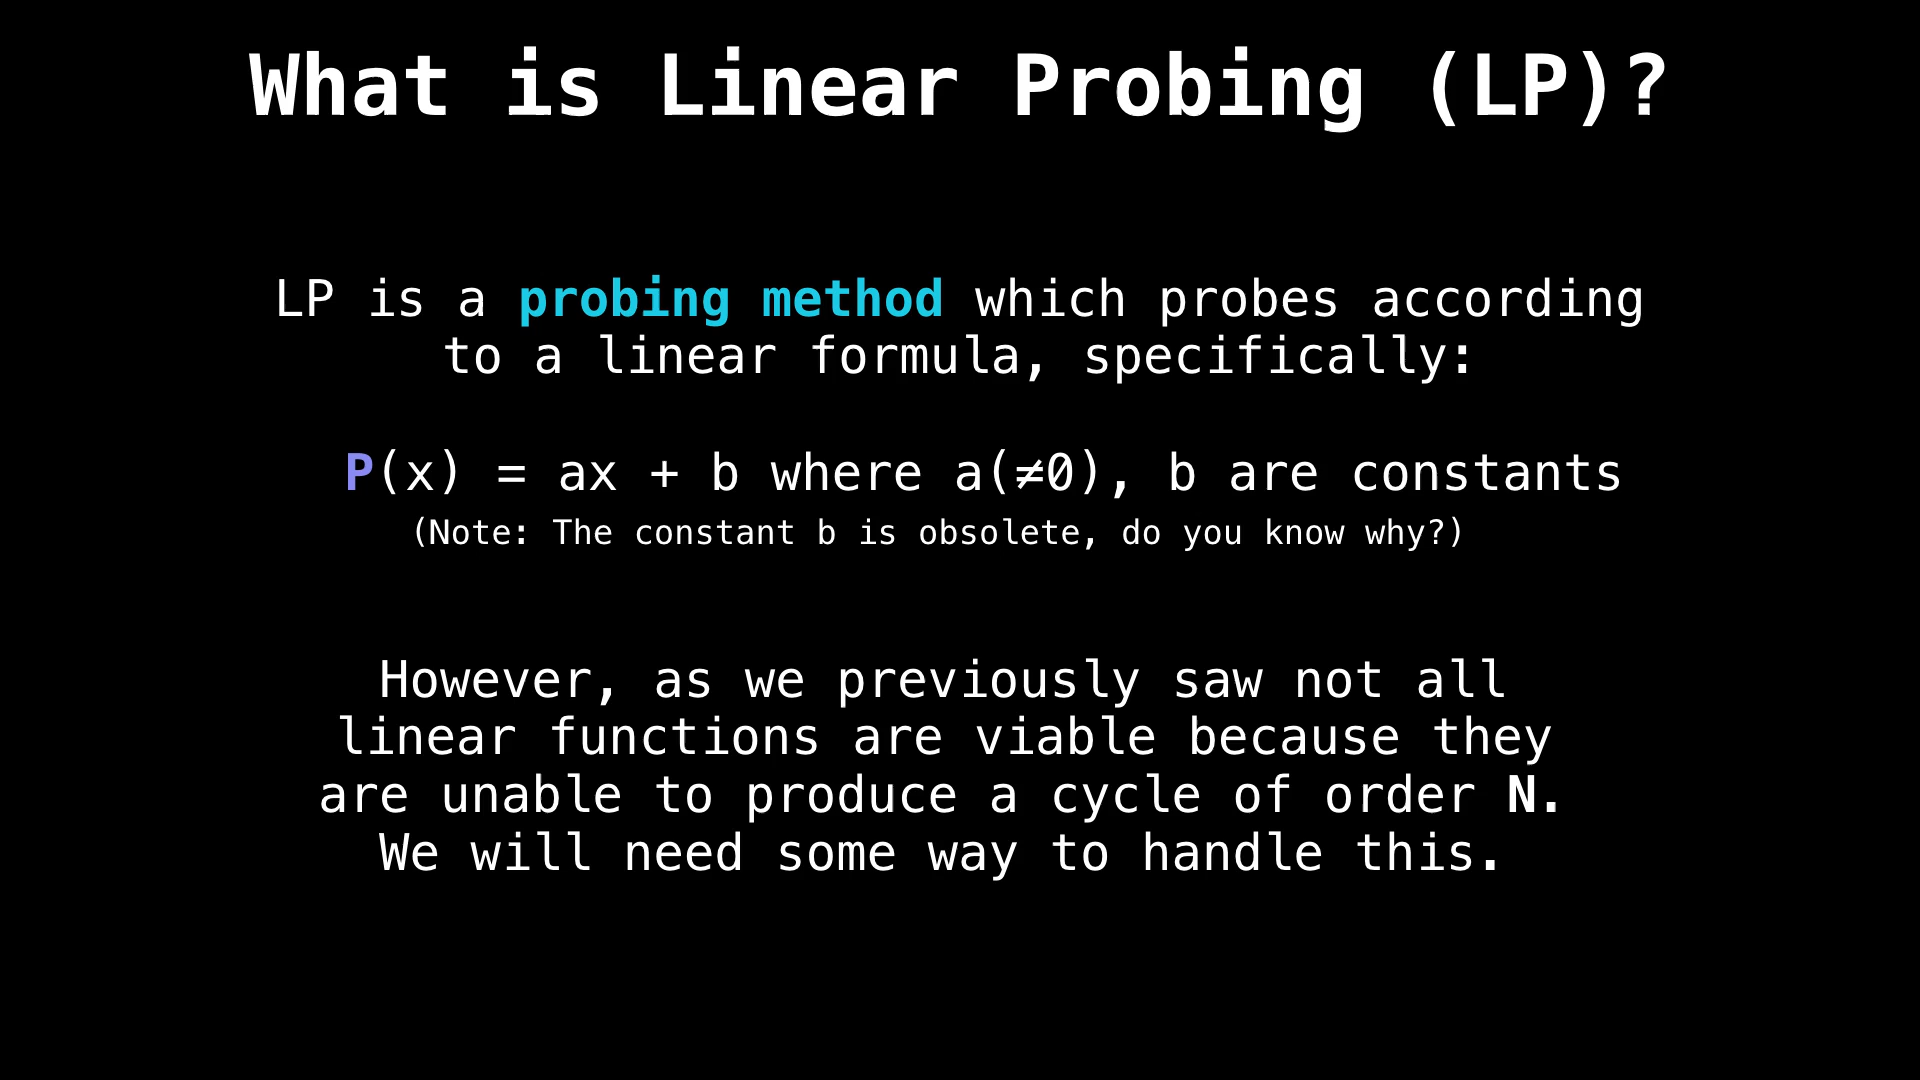 What is Linear Probing (LP)?
LP is a probing method which probes according
to a linear formula, specifically:
P(x) = ax + b where a(≠0), b are constants
(Note: The constant b is obsolete, do you know why?)
However, as we previously saw not all
linear functions are viable because they
are unable to produce a cycle of order N.
We will need some way to handle this.